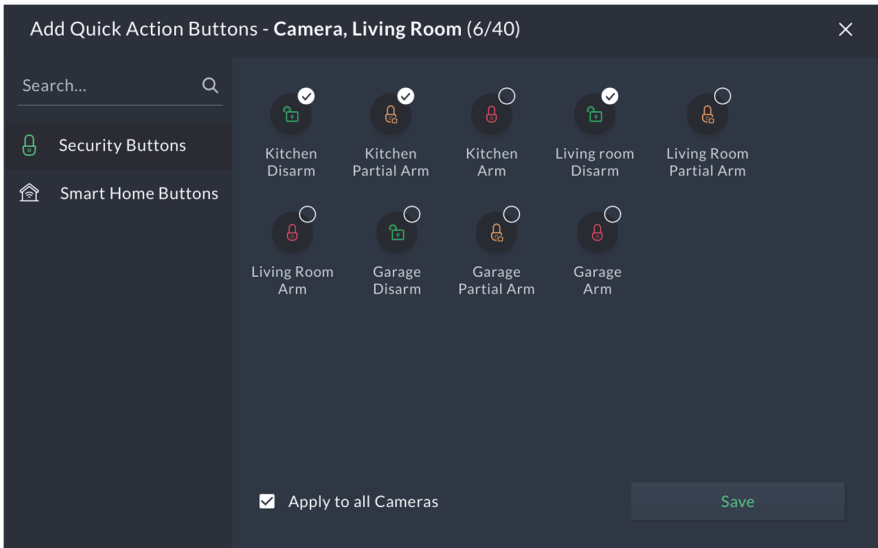 Add Quick Action Buttons - Camera, Living Room (6/40)
Search...
Security Buttons
Smart Home Buttons
Kitchen
Disarm
Kitchen
Partial Arm
Kitchen
Arm
Living room
Disarm
Living Room
Partial Arm
Living Room
Arm
Garage
Disarm
Garage
Partial Arm
Garage
Arm
Apply to all Cameras
Save